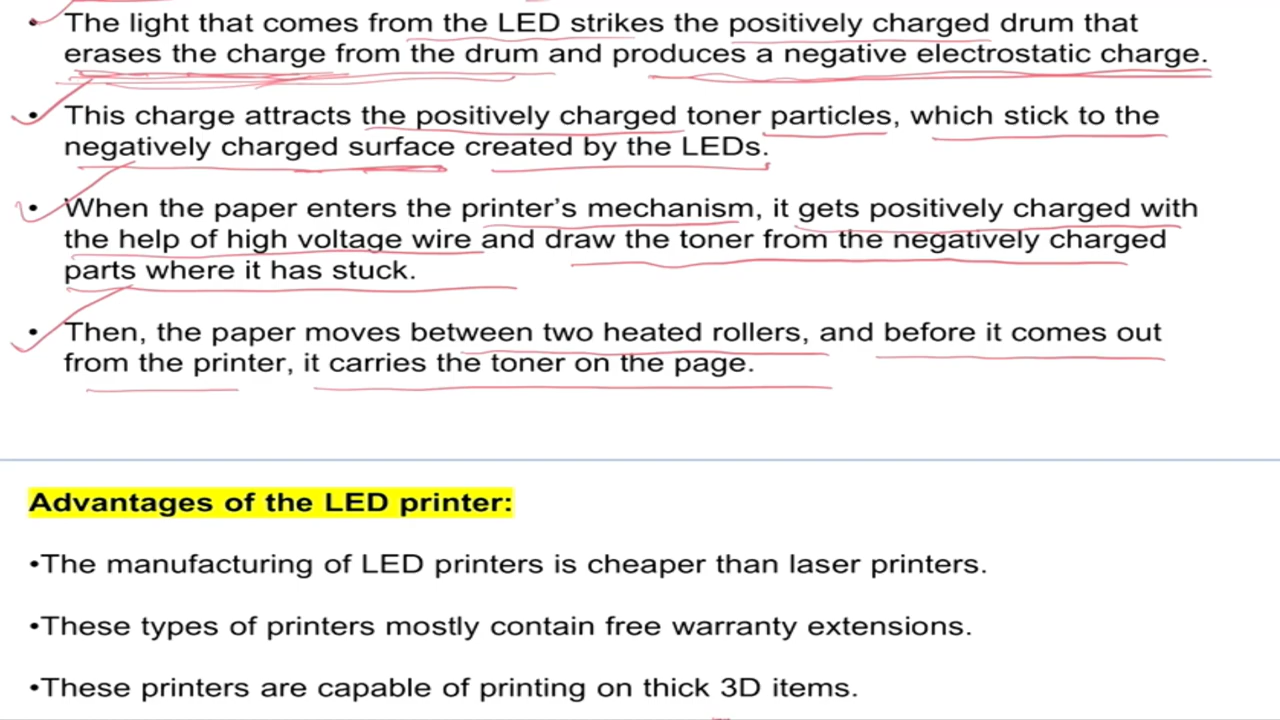 • The light that comes from the LED strikes the positively charged drum that
erases the charge from the drum and produces a negative electrostatic charge.
• This charge attracts the positively charged toner particles, which stick to the
negatively charged surface created by the LEDs.
• When the paper enters the printer’s mechanism, it gets positively charged with
the help of high voltage wire and draw the toner from the negatively charged
parts where it has stuck.
• Then, the paper moves between two heated rollers, and before it comes out
from the printer, it carries the toner on the page.
Advantages of the LED printer:
•The manufacturing of LED printers is cheaper than laser printers.
•These types of printers mostly contain free warranty extensions.
•These printers are capable of printing on thick 3D items.